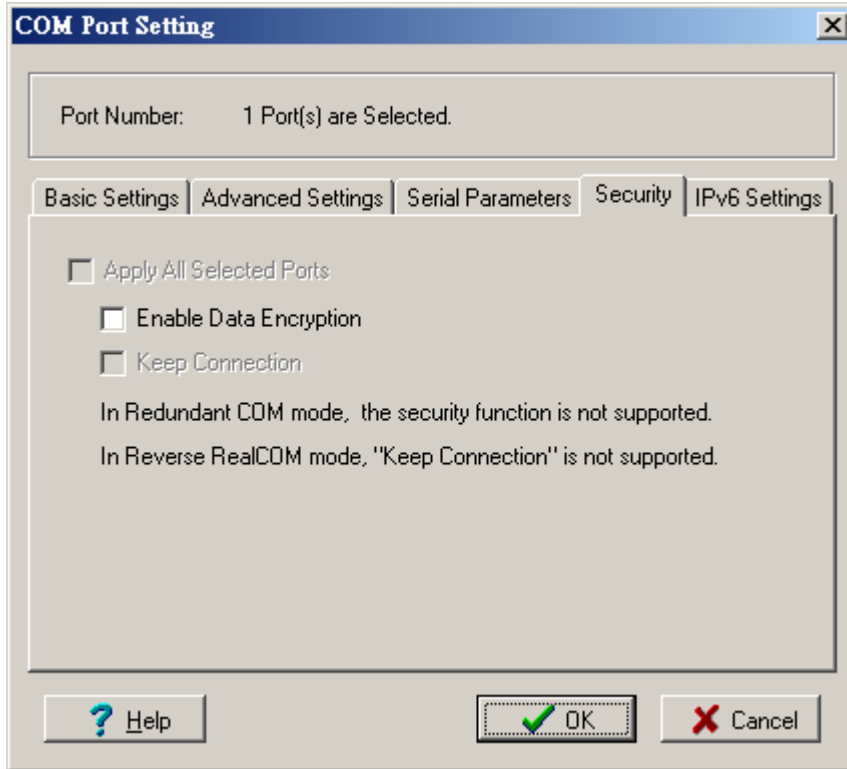 COM Port Setting
Port Number: 1 Port(s) are Selected.
Basic Settings Advanced Settings Serial Parameters Security IPv6 Settings
Apply All Selected Ports
Enable Data Encryption
Keep Connection
In Redundant COM mode, the security function is not supported.
In Reverse RealCOM mode, "Keep Connection" is not supported.
? Help OK Cancel